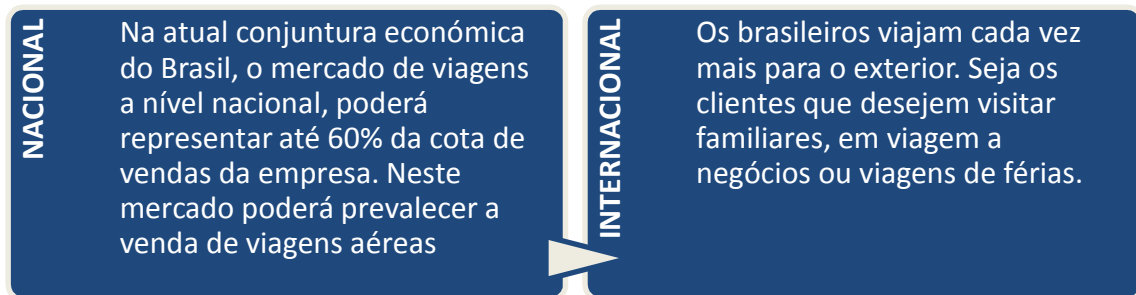 NACIONAL
Na atual conjuntura económica
do Brasil, o mercado de viagens
a nível nacional, poderá
representar até 60% da cota de
vendas da empresa. Neste
mercado poderá prevalecer a
venda de viagens aéreas
INTERNACIONAL
Os brasileiros viajam cada vez
mais para o exterior. Seja os
clientes que desejem visitar
familiares, em viagem a
negócios ou viagens de férias.